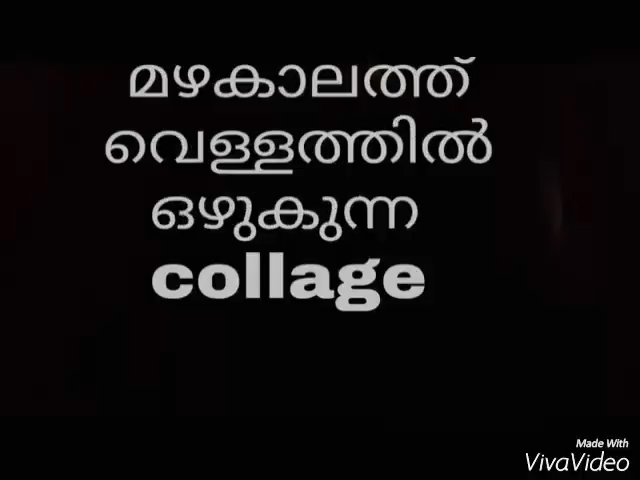 മഴകാലത്ത്
വെള്ളത്തിൽ
ഒഴുകുന്ന
collage
Made With
VivaVideo